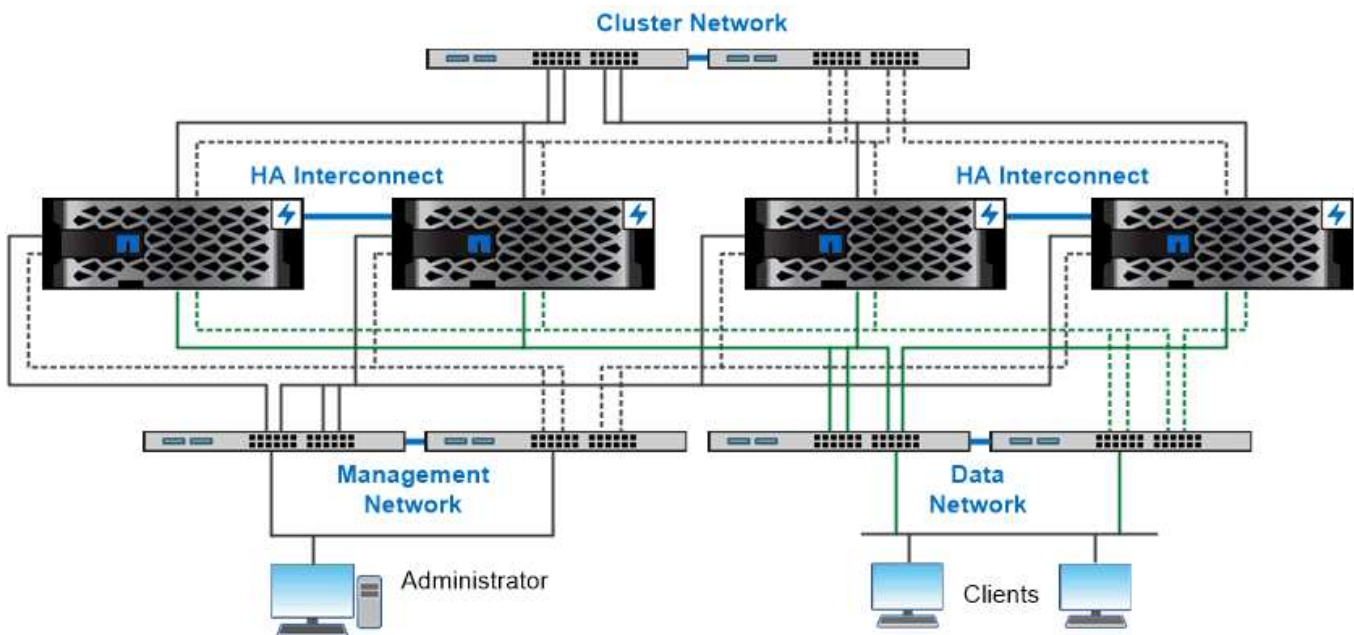 Cluster Network
HA Interconnect
HA Interconnect
Management
Network
Data
Network
Administrator
Clients